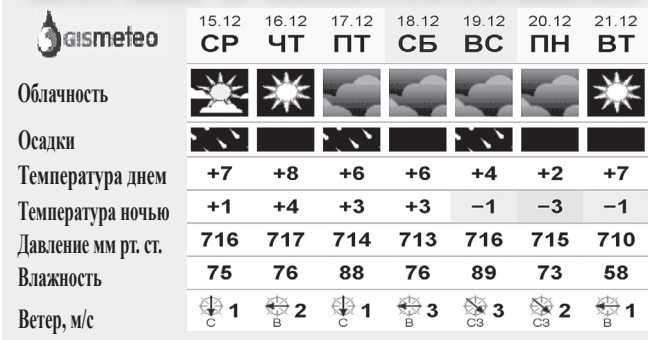 GISmeteo
15.12 16.12 17.12 18.12 19.12 20.12 21.12
СР ЧТ ПТ СБ ВС ПН ВТ
Облачность
Осадки
Температура днем +7 +8 +6 +6 +4 +2 +7
Температура ночью +1 +4 +3 +3 −1 −3 −1
Давление мм рт. ст. 716 717 714 713 716 715 710
Влажность 75 76 88 76 89 73 58
Ветер, м/с 1 2 1 3 3 2 1
С В С В СЗ СЗ В